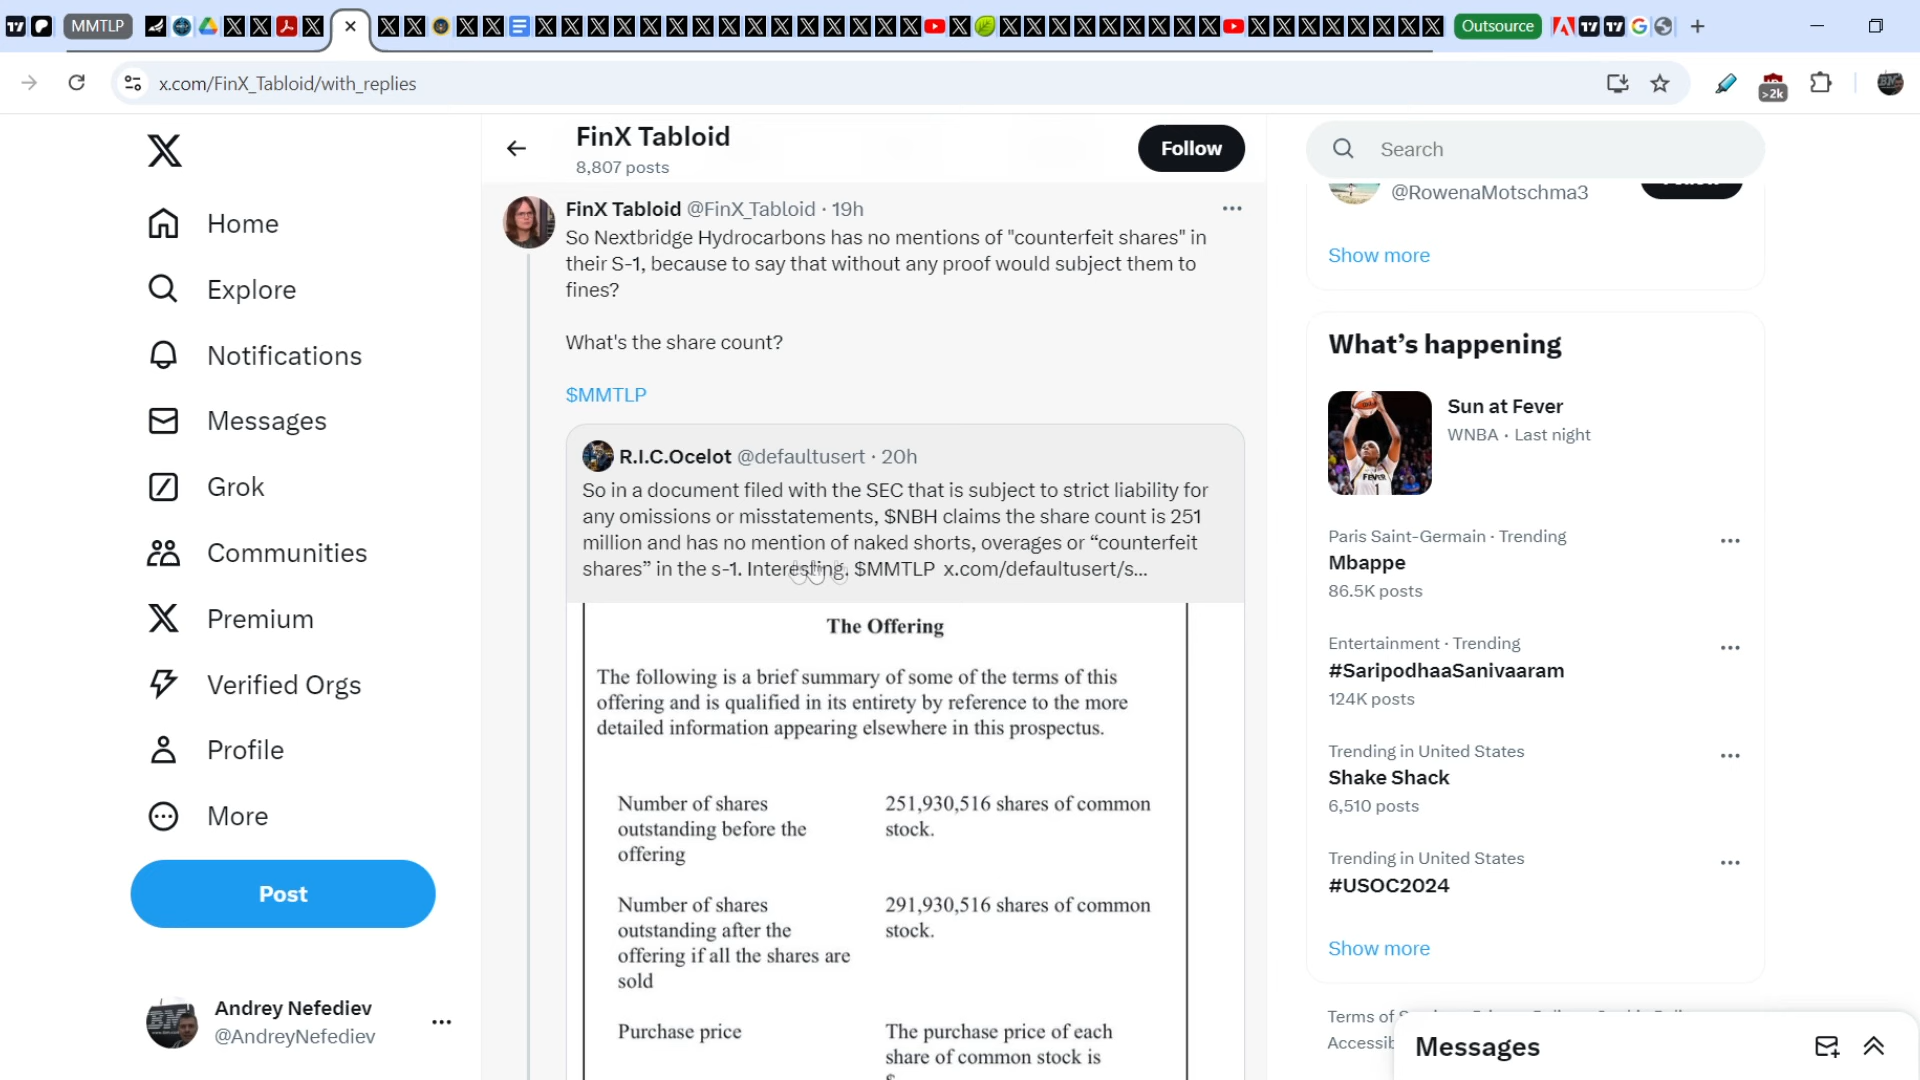 MMTLP
Outsource
x.com/FinX_Tabloid/with_replies
>2k
Home
Explore
Notifications
Messages
Grok
Communities
Premium
Verified Orgs
Profile
More
Post
Andrey Nefediev
@AndreyNefediev
FinX Tabloid
8,807 posts
Follow
FinX Tabloid @FinX_Tabloid · 19h
So Nextbridge Hydrocarbons has no mentions of "counterfeit shares" in
their S-1, because to say that without any proof would subject them to
fines?
What's the share count?
$MMTLP
R.I.C.Ocelot @defaultusert · 20h
So in a document filed with the SEC that is subject to strict liability for
any omissions or misstatements, $NBH claims the share count is 251
million and has no mention of naked shorts, overages or “counterfeit
shares” in the s-1. Interesting. $MMTLP x.com/defaultusert/s...
The Offering
The following is a brief summary of some of the terms of this
offering and is qualified in its entirety by reference to the more
detailed information appearing elsewhere in this prospectus.
Number of shares
outstanding before the
offering
251,930,516 shares of common
stock.
Number of shares
outstanding after the
offering if all the shares are
sold
291,930,516 shares of common
stock.
Purchase price
The purchase price of each
share of common stock is
Search
@RowenaMotschma3
Show more
What’s happening
Sun at Fever
WNBA · Last night
FEVER
1
Paris Saint-Germain · Trending
Mbappe
86.5K posts
Entertainment · Trending
#SaripodhaaSanivaaram
124K posts
Trending in United States
Shake Shack
6,510 posts
Trending in United States
#USOC2024
Show more
Terms of
Messages